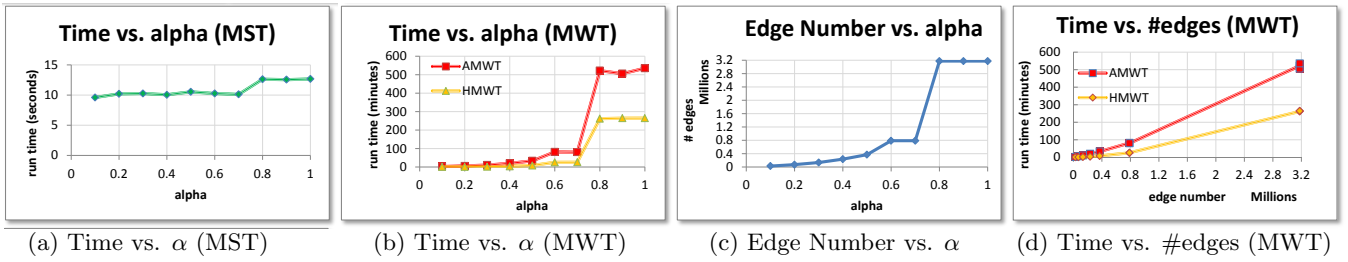 Time vs. alpha (MST)
15
10
5
0
run time (seconds)
0 0.2 0.4 0.6 0.8 1
alpha
(a) Time vs. α (MST)
Time vs. alpha (MWT)
600
500
400
300
200
100
0
run time (minutes)
AMWT
HMWT
0 0.2 0.4 0.6 0.8 1
alpha
(b) Time vs. α (MWT)
Edge Number vs. alpha
3.2
2.8
2.4
2
1.6
1.2
0.8
0.4
0
# edges
Millions
0 0.2 0.4 0.6 0.8 1
alpha
(c) Edge Number vs. α
Time vs. #edges (MWT)
600
500
400
300
200
100
0
run time (minutes)
AMWT
HMWT
0 0.4 0.8 1.2 1.6 2 2.4 2.8 3.2
edge number Millions
(d) Time vs. #edges (MWT)